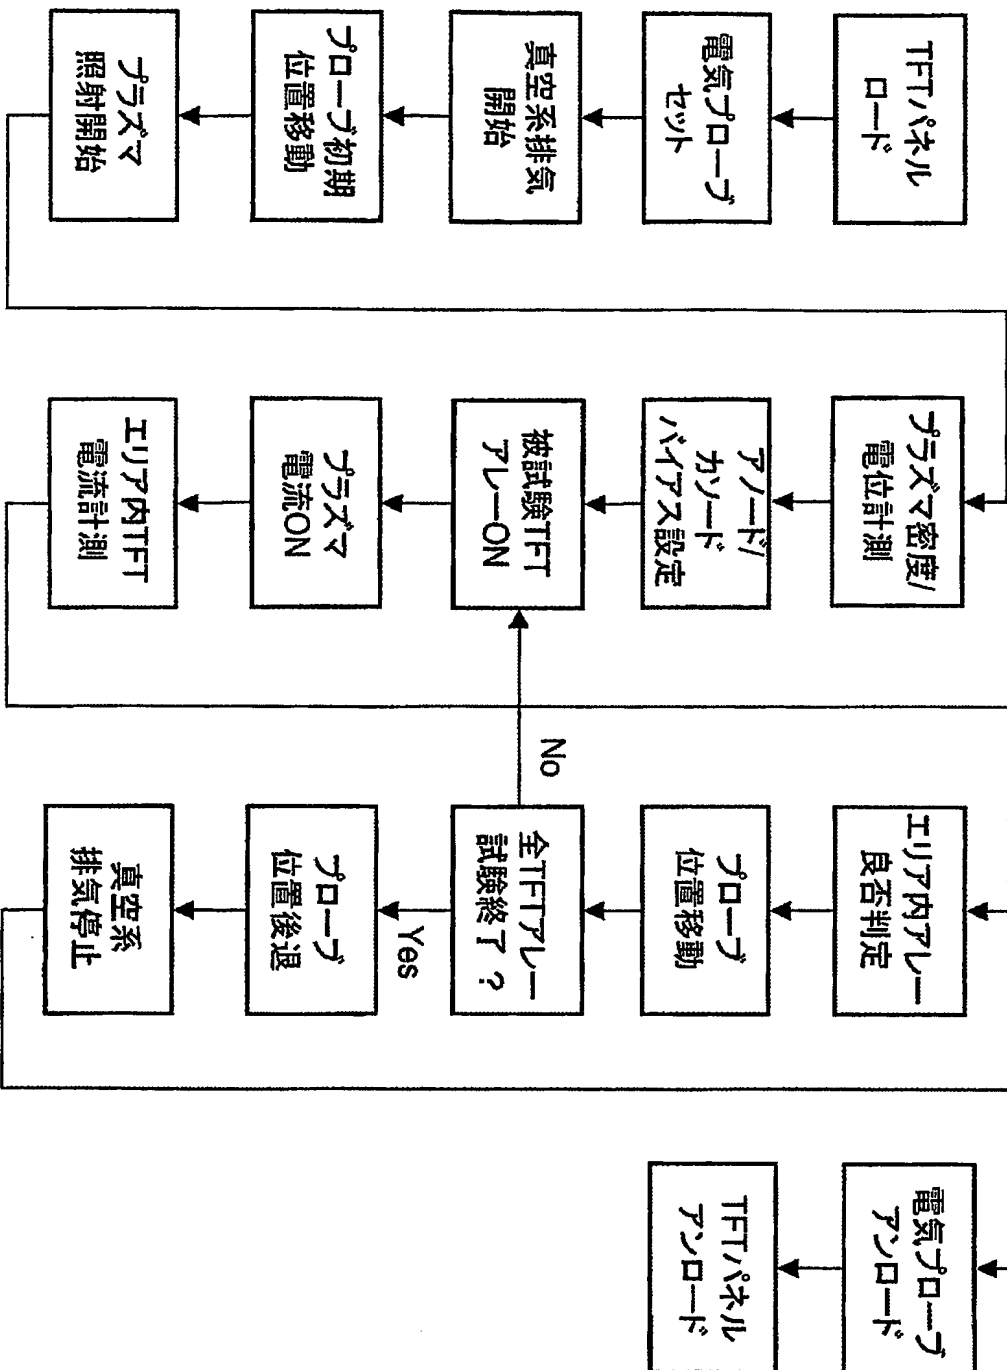 TFTパネル
ロード
電気プローブ
セット
真空系排気
開始
プローブ初期
位置移動
プラズマ
照射開始
プラズマ密度/
電位計測
アノード/
カソード
バイアス設定
被試験TFT
アレーON
プラズマ
電流ON
エリア内TFT
電流計測
エリア内アレー
良否判定
プローブ
位置移動
全TFTアレー
試験終了？
No
Yes
プローブ
位置後退
真空系
排気停止
電気プローブ
アンロード
TFTパネル
アンロード